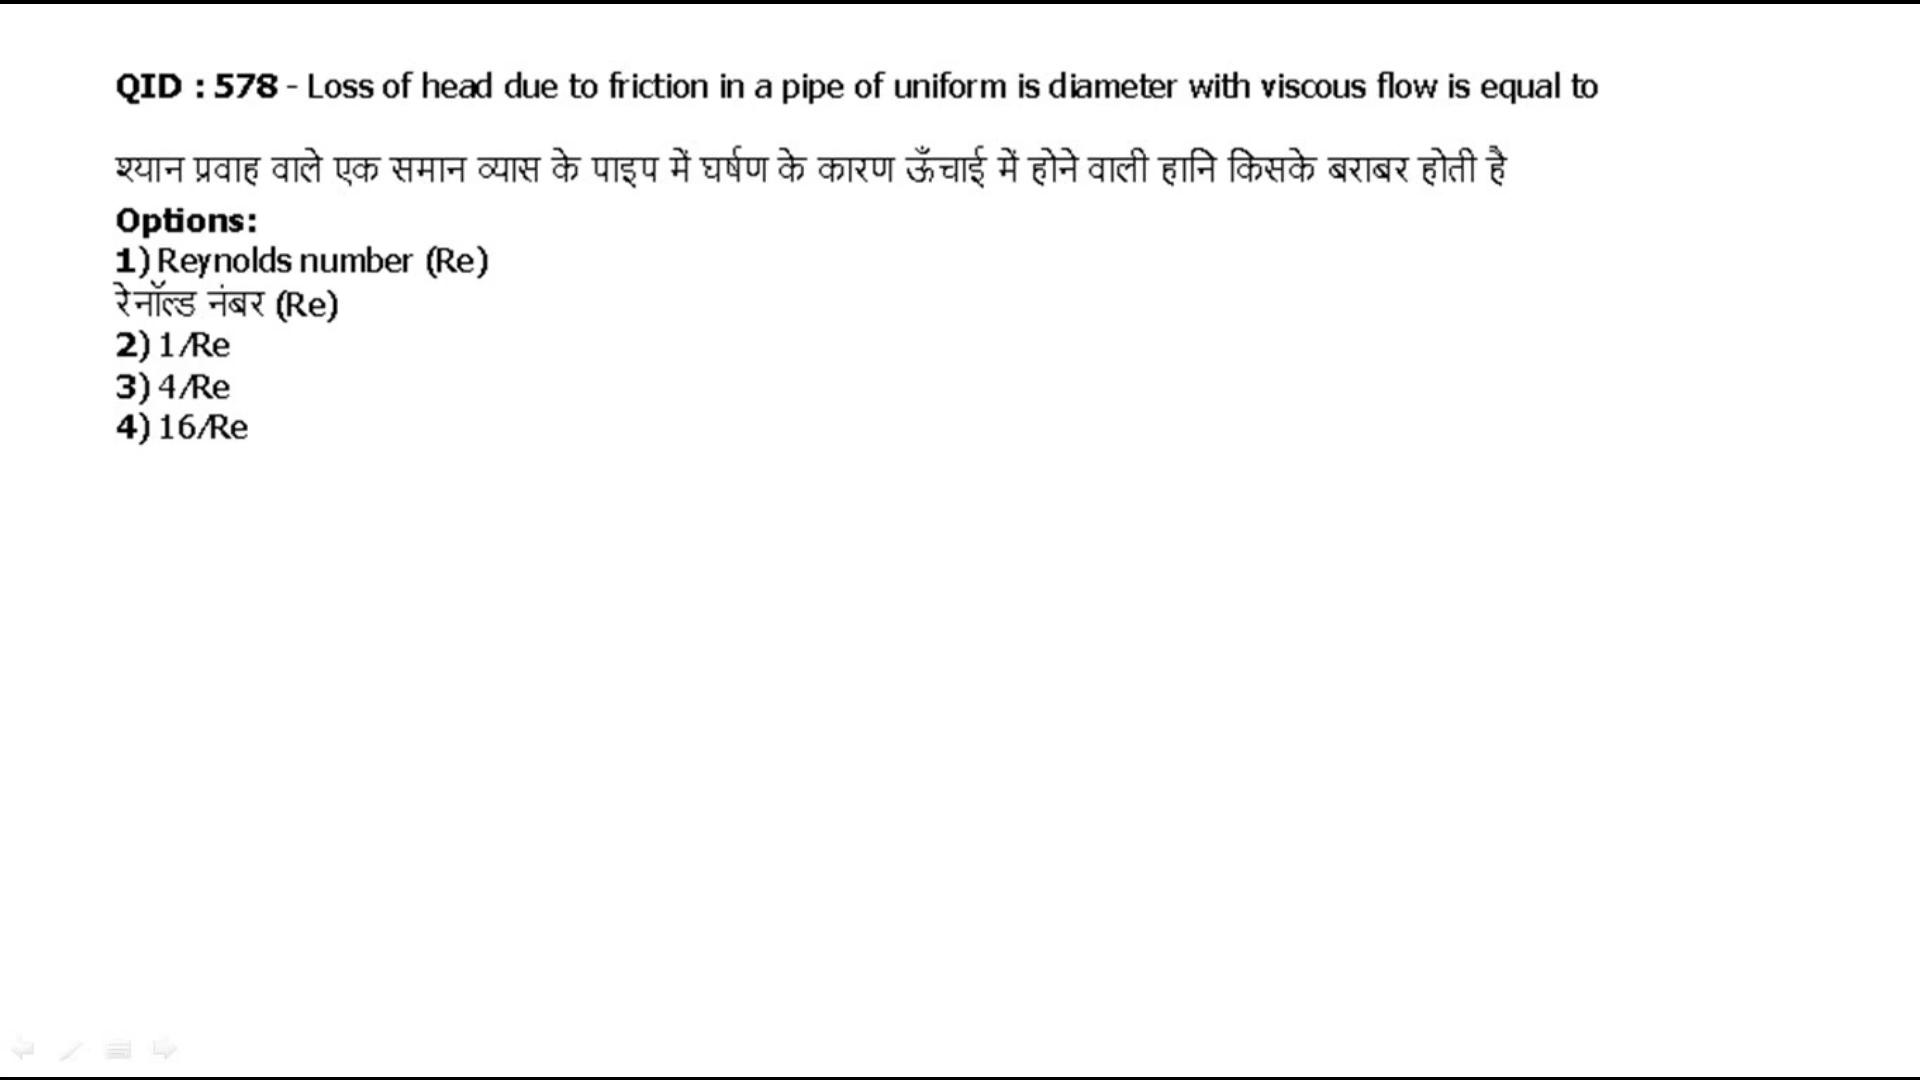 QID : 578 - Loss of head due to friction in a pipe of uniform is diameter with viscous flow is equal to
श्यान प्रवाह वाले एक समान व्यास के पाइप में घर्षण के कारण ऊँचाई में होने वाली हानि किसके बराबर होती है
Options:
1) Reynolds number (Re)
रेनॉल्ड नंबर (Re)
2) 1/Re
3) 4/Re
4) 16/Re